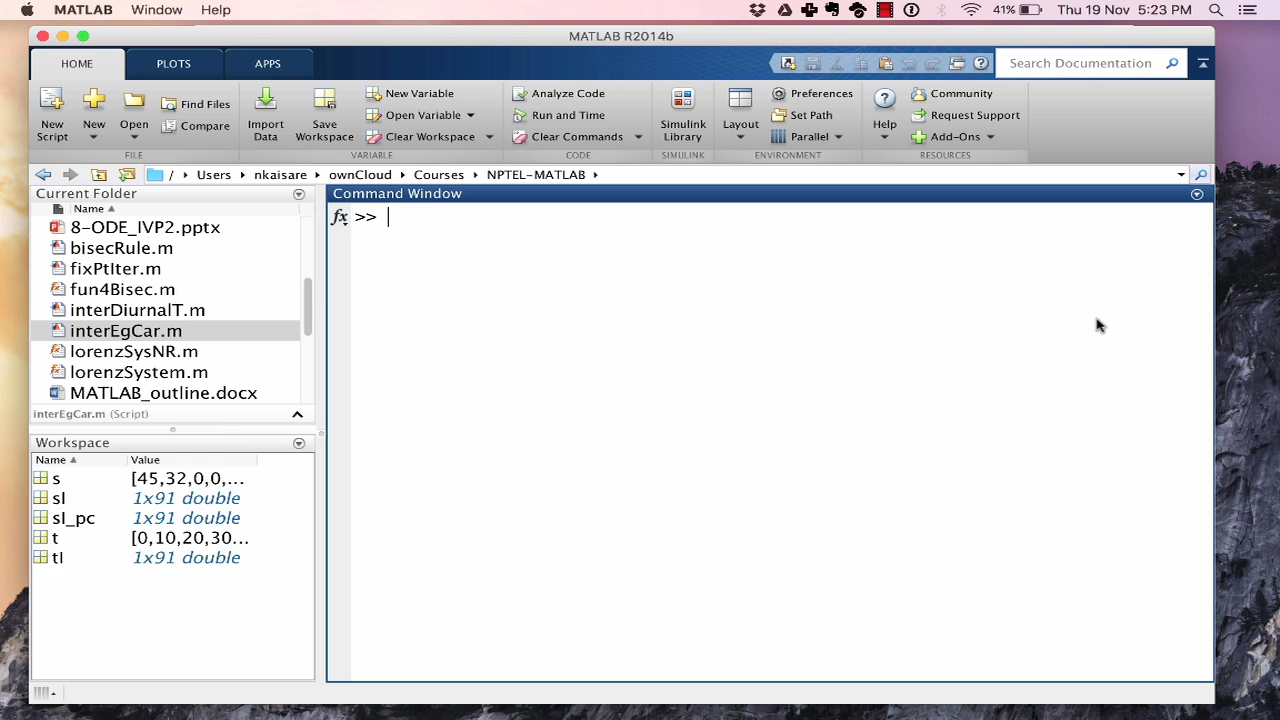 MATLAB Window Help 41% Thu 19 Nov 5:23 PM
MATLAB R2014b
HOME PLOTS APPS Search Documentation
New Script
New
Open
Find Files
Compare
Import Data
Save Workspace
New Variable
Open Variable
Clear Workspace
Analyze Code
Run and Time
Clear Commands
Simulink Library
Layout
Preferences
Set Path
Parallel
Help
Community
Request Support
Add-Ons
FILE VARIABLE CODE SIMULINK ENVIRONMENT RESOURCES
/ Users nkaisare ownCloud Courses NPTEL-MATLAB
Current Folder
Name
8-ODE_IVP2.pptx
bisecRule.m
fixPtIter.m
fun4Bisec.m
interDiurnalT.m
interEgCar.m
lorenzSysNR.m
lorenzSystem.m
MATLAB_outline.docx
interEgCar.m (Script)
Workspace
Name Value
s [45,32,0,0,...
sI 1x91 double
sI_pc 1x91 double
t [0,10,20,30...
tI 1x91 double
Command Window
fx >>